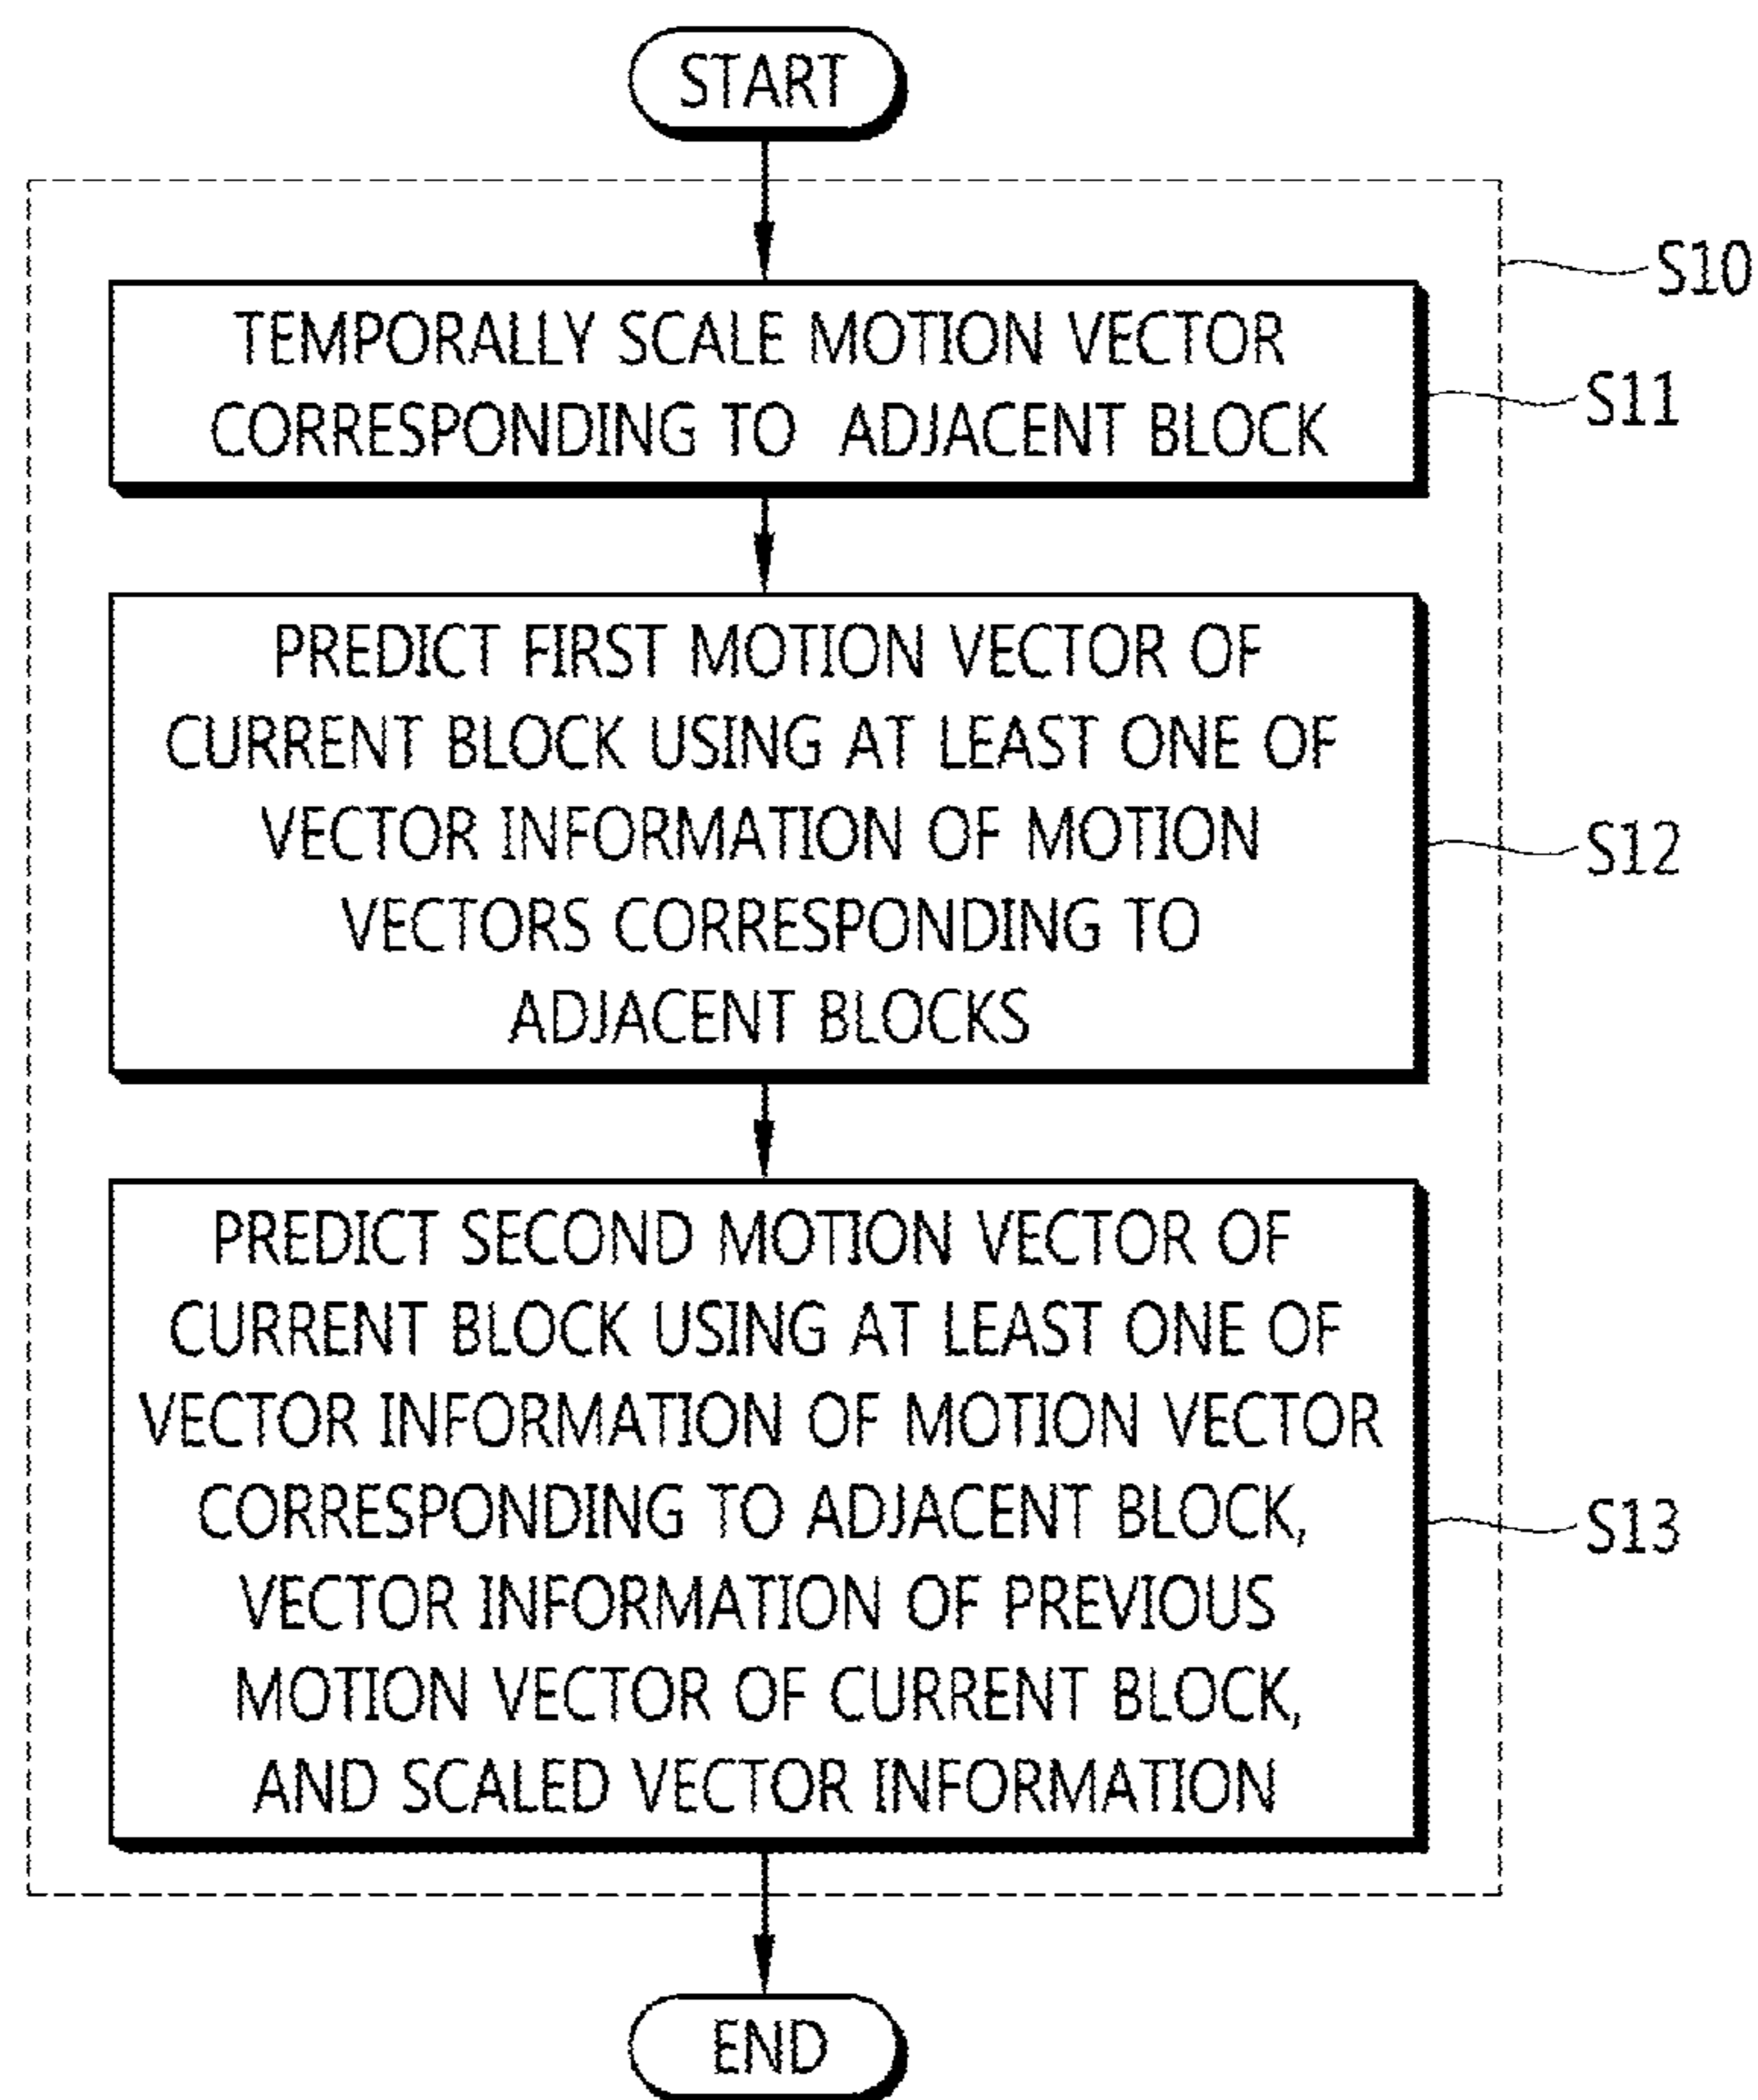 START
S10
TEMPORALLY SCALE MOTION VECTOR
CORRESPONDING TO ADJACENT BLOCK
S11
PREDICT FIRST MOTION VECTOR OF
CURRENT BLOCK USING AT LEAST ONE OF
VECTOR INFORMATION OF MOTION
VECTORS CORRESPONDING TO
ADJACENT BLOCKS
S12
PREDICT SECOND MOTION VECTOR OF
CURRENT BLOCK USING AT LEAST ONE OF
VECTOR INFORMATION OF MOTION VECTOR
CORRESPONDING TO ADJACENT BLOCK,
VECTOR INFORMATION OF PREVIOUS
MOTION VECTOR OF CURRENT BLOCK,
AND SCALED VECTOR INFORMATION
S13
END